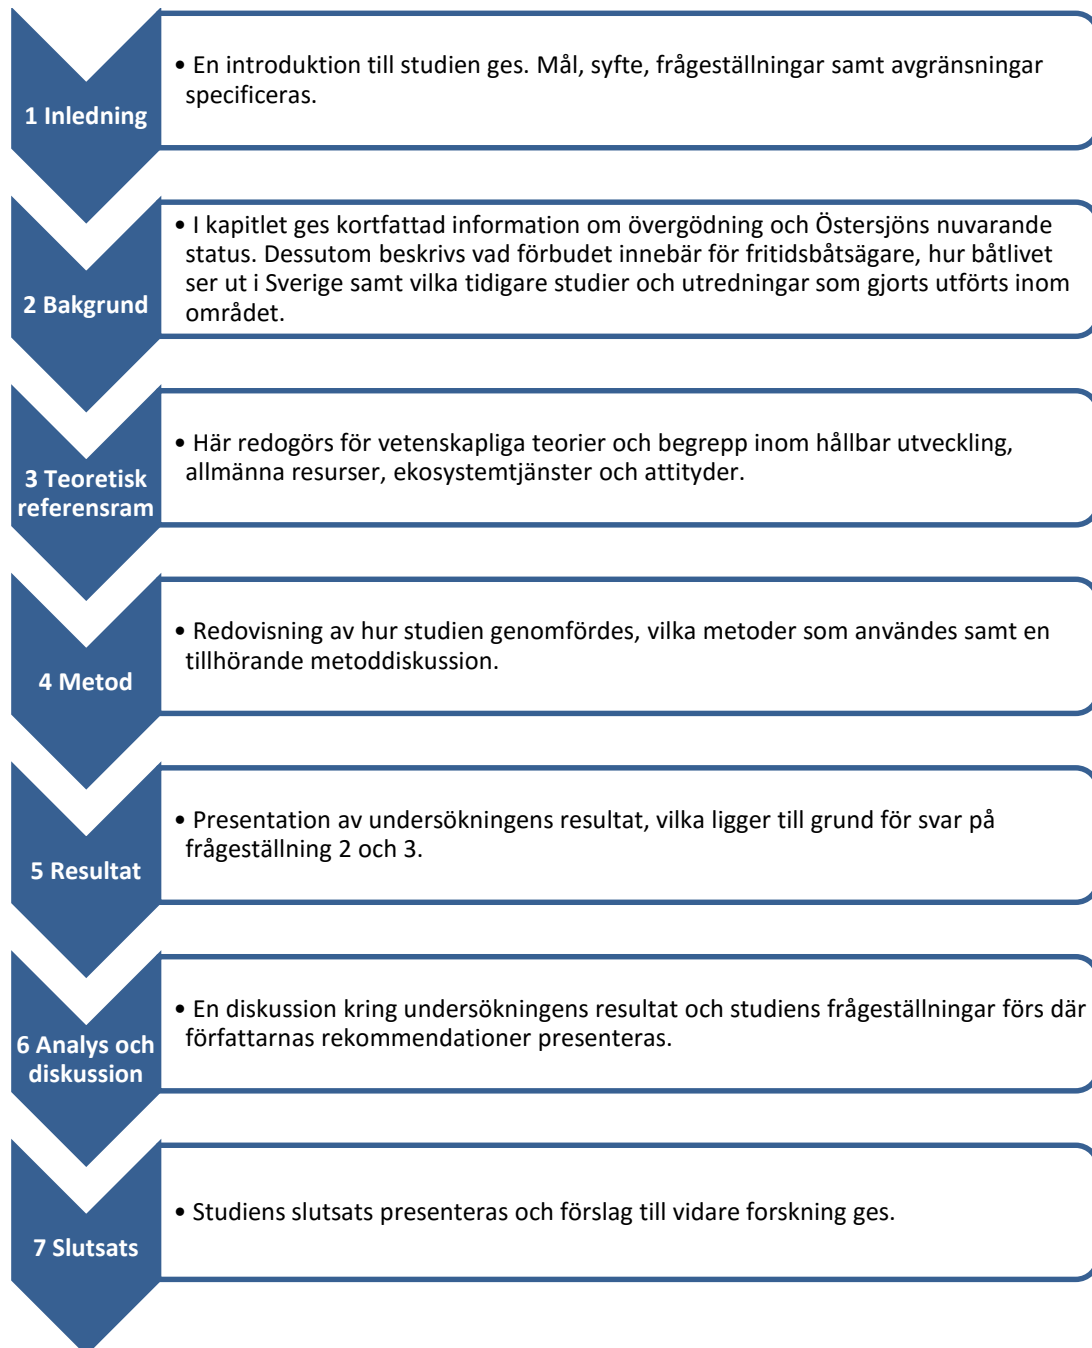 1 Inledning
• En introduktion till studien ges. Mål, syfte, frågeställningar samt avgränsningar
specificeras.
2 Bakgrund
• I kapitlet ges kortfattad information om övergödning och Östersjöns nuvarande
status. Dessutom beskrivs vad förbudet innebär för fritidsbåtsägare, hur båtlivet
ser ut i Sverige samt vilka tidigare studier och utredningar som gjorts utförts inom
området.
3 Teoretisk
referensram
• Här redogörs för vetenskapliga teorier och begrepp inom hållbar utveckling,
allmänna resurser, ekosystemtjänster och attityder.
4 Metod
• Redovisning av hur studien genomfördes, vilka metoder som användes samt en
tillhörande metoddiskussion.
5 Resultat
• Presentation av undersökningens resultat, vilka ligger till grund för svar på
frågeställning 2 och 3.
6 Analys och
diskussion
• En diskussion kring undersökningens resultat och studiens frågeställningar förs där
författarnas rekommendationer presenteras.
7 Slutsats
• Studiens slutsats presenteras och förslag till vidare forskning ges.